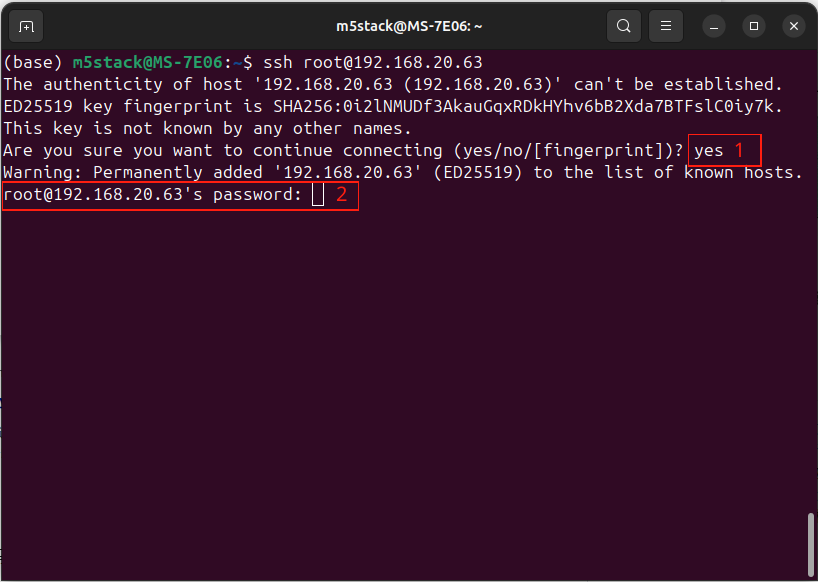 m5stack@MS-7E06: ~
(base) m5stack@MS-7E06:~$ ssh root@192.168.20.63
The authenticity of host '192.168.20.63 (192.168.20.63)' can't be established.
ED25519 key fingerprint is SHA256:0i2lNMUDf3AkauGqxRDkHYhv6bB2Xda7BTFslC0iy7k.
This key is not known by any other names.
Are you sure you want to continue connecting (yes/no/[fingerprint])? yes 1
Warning: Permanently added '192.168.20.63' (ED25519) to the list of known hosts.
root@192.168.20.63's password: 2